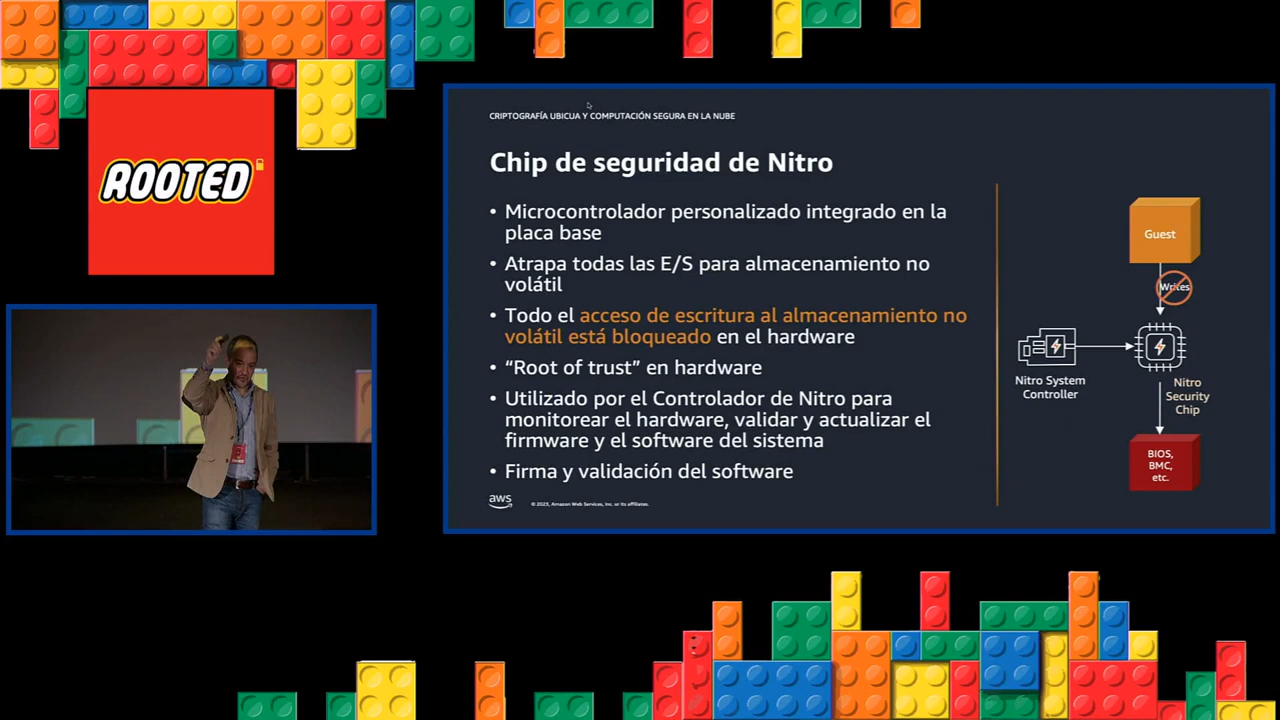 ROOTED
CRIPTOGRAFÍA UBICUA Y COMPUTACIÓN SEGURA EN LA NUBE
Chip de seguridad de Nitro
• Microcontrolador personalizado integrado en la
placa base
• Atrapa todas las E/S para almacenamiento no
volátil
• Todo el acceso de escritura al almacenamiento no
volátil está bloqueado en el hardware
• “Root of trust” en hardware
• Utilizado por el Controlador de Nitro para
monitorear el hardware, validar y actualizar el
firmware y el software del sistema
• Firma y validación del software
Guest
Writes
Nitro System
Controller
Nitro
Security
Chip
BIOS,
BMC,
etc.
aws
© 2023, Amazon Web Services, Inc. or its affiliates.